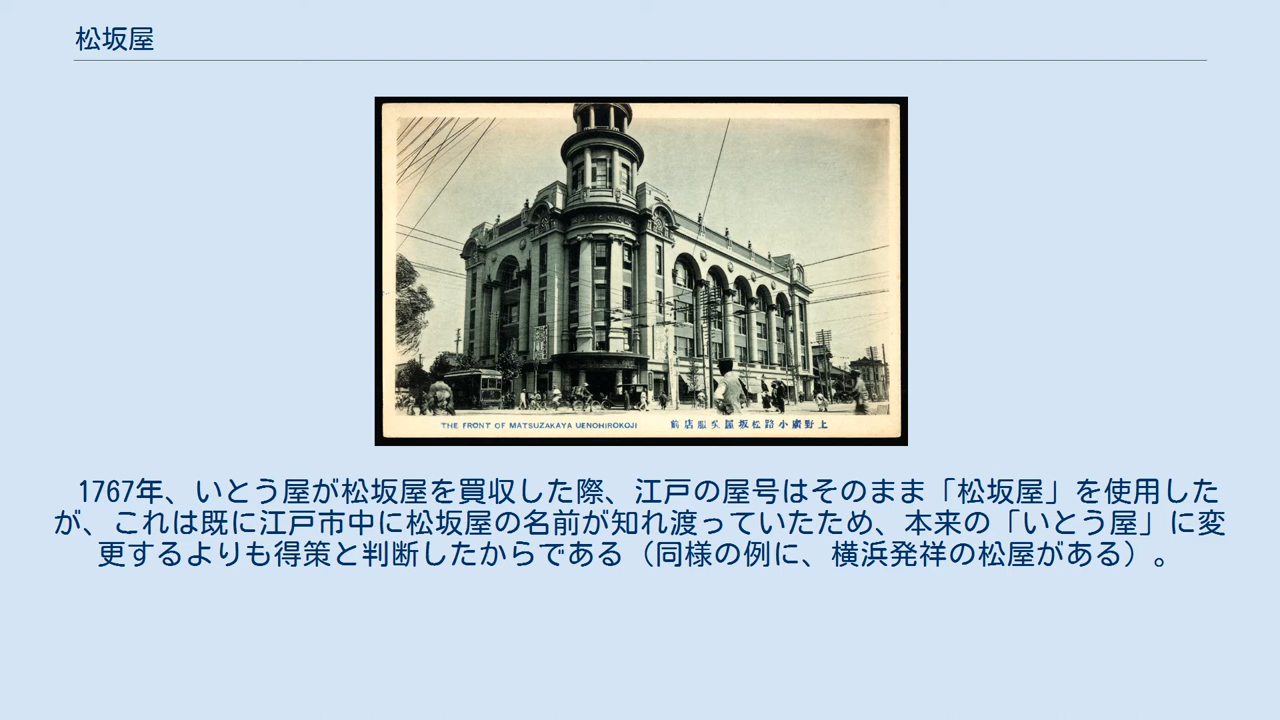 松坂屋
THE FRONT OF MATSUZAKAYA UENOHIROKOJI
前店服呉屋坂松路小廣野上
1767年、いとう屋が松坂屋を買収した際、江戸の屋号はそのまま「松坂屋」を使用した
が、これは既に江戸市中に松坂屋の名前が知れ渡っていたため、本来の「いとう屋」に変
更するよりも得策と判断したからである（同様の例に、横浜発祥の松屋がある）。